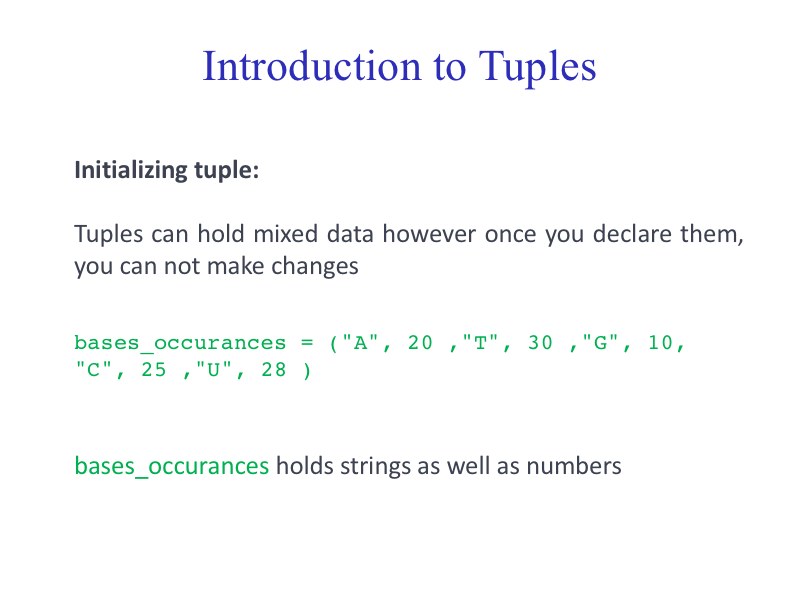 Introduction to Tuples
Initializing tuple:
Tuples can hold mixed data however once you declare them,
you can not make changes
bases_occurances = ("A", 20 ,"T", 30 ,"G", 10,
"C", 25 ,"U", 28 )
bases_occurances holds strings as well as numbers